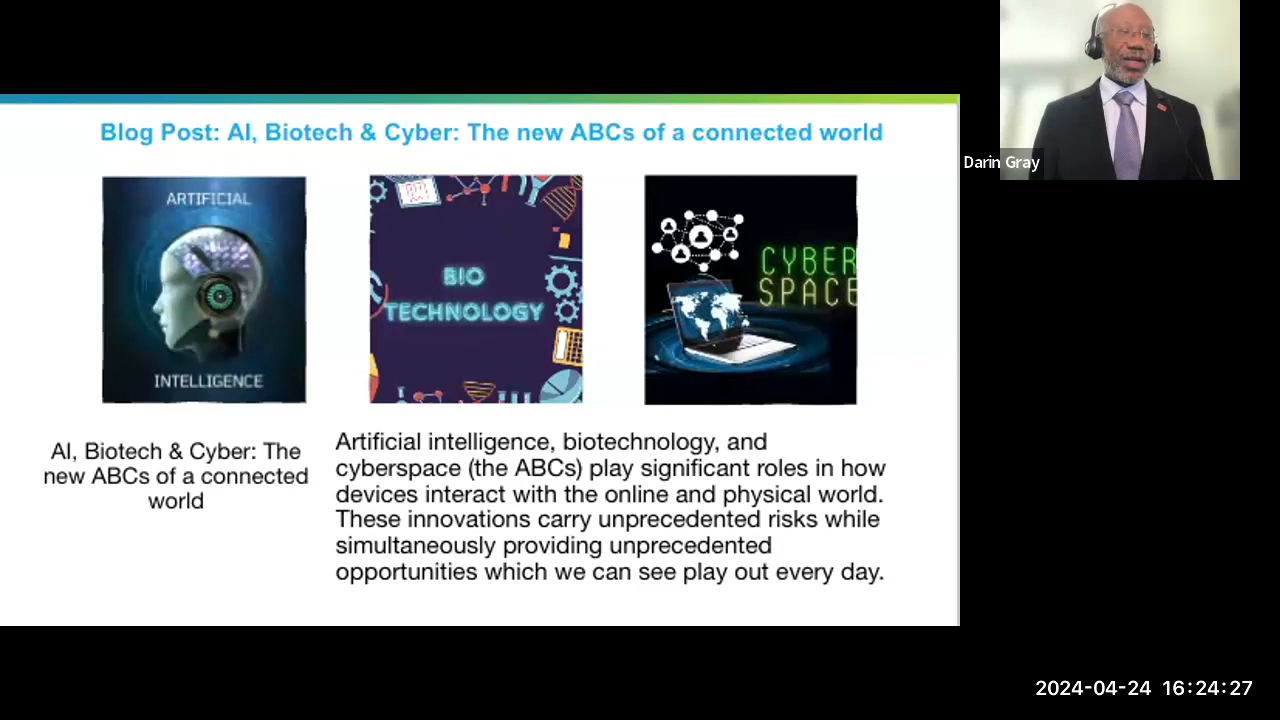 Blog Post: AI, Biotech & Cyber: The new ABCs of a connected world
ARTIFICIAL
INTELLIGENCE
BIO
TECHNOLOGY
CYBER
SPACE
AI, Biotech & Cyber: The
new ABCs of a connected
world
Artificial intelligence, biotechnology, and
cyberspace (the ABCs) play significant roles in how
devices interact with the online and physical world.
These innovations carry unprecedented risks while
simultaneously providing unprecedented
opportunities which we can see play out every day.
Darin Gray
2024-04-24 16:24:27